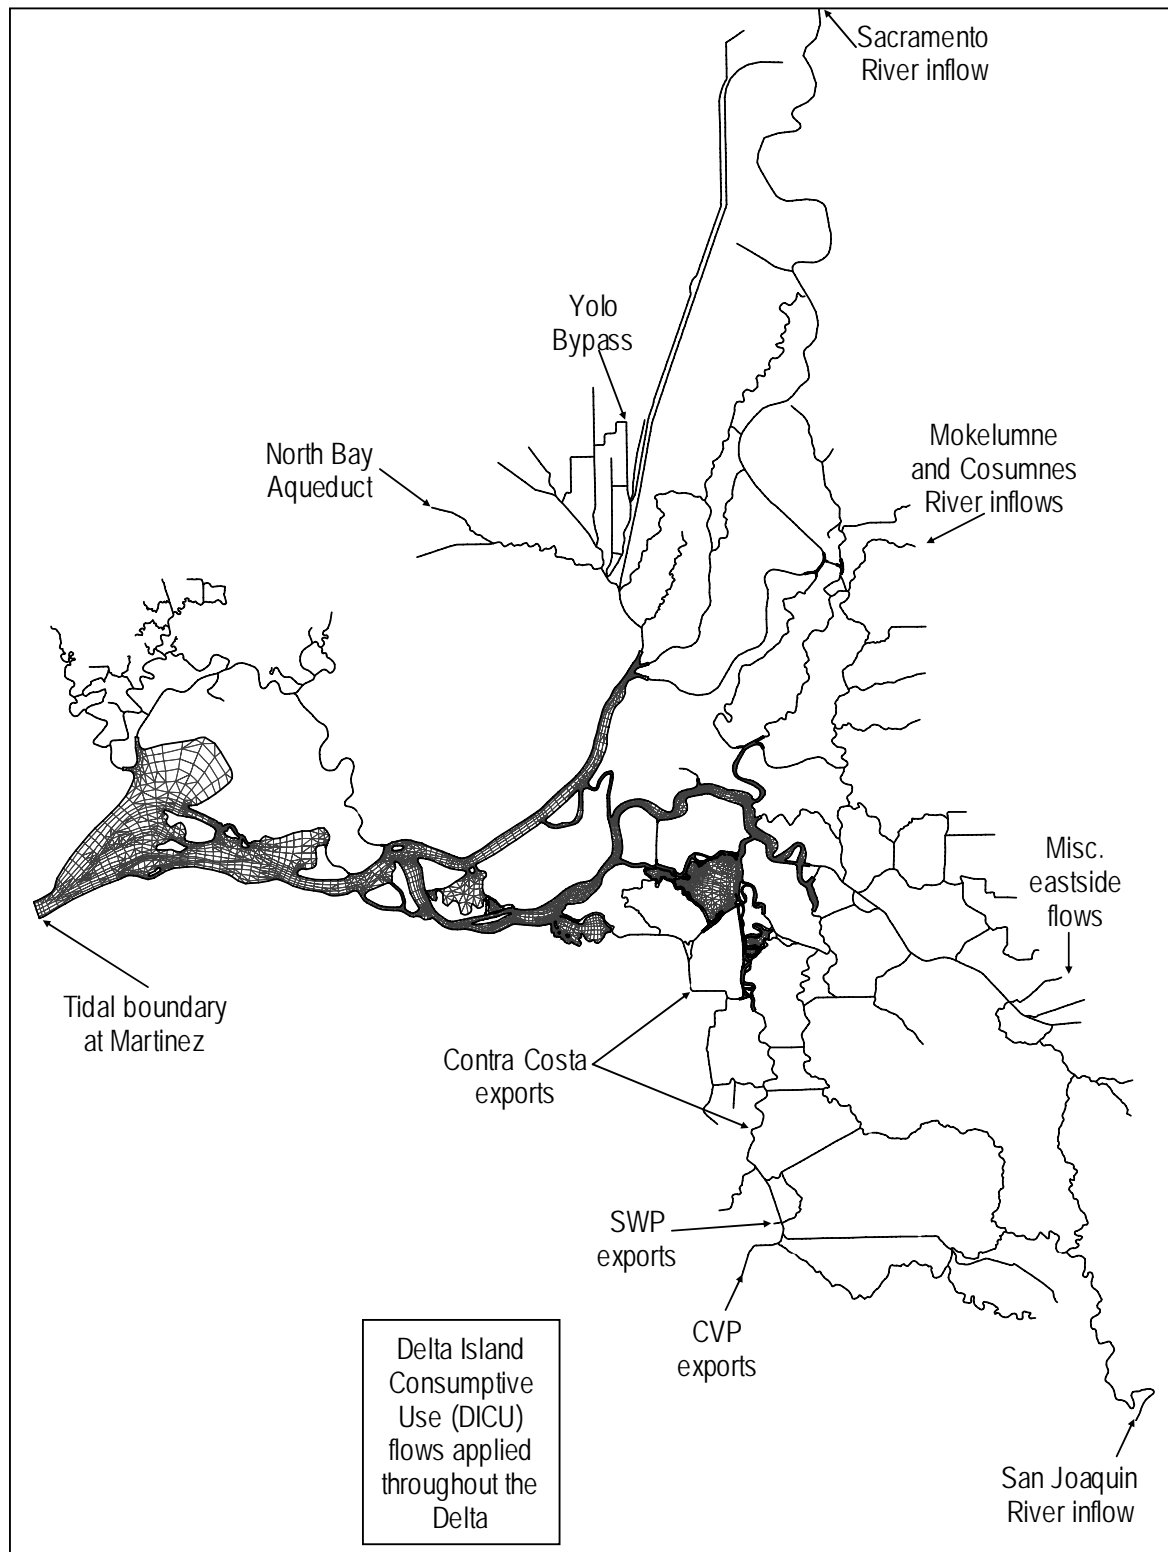 Sacramento
River inflow
Yolo
Bypass
North Bay
Aqueduct
Mokelumne
and Cosumnes
River inflows
Misc.
eastside
flows
Tidal boundary
at Martinez
Contra Costa
exports
SWP
exports
CVP
exports
Delta Island
Consumptive
Use (DICU)
flows applied
throughout the
Delta
San Joaquin
River inflow